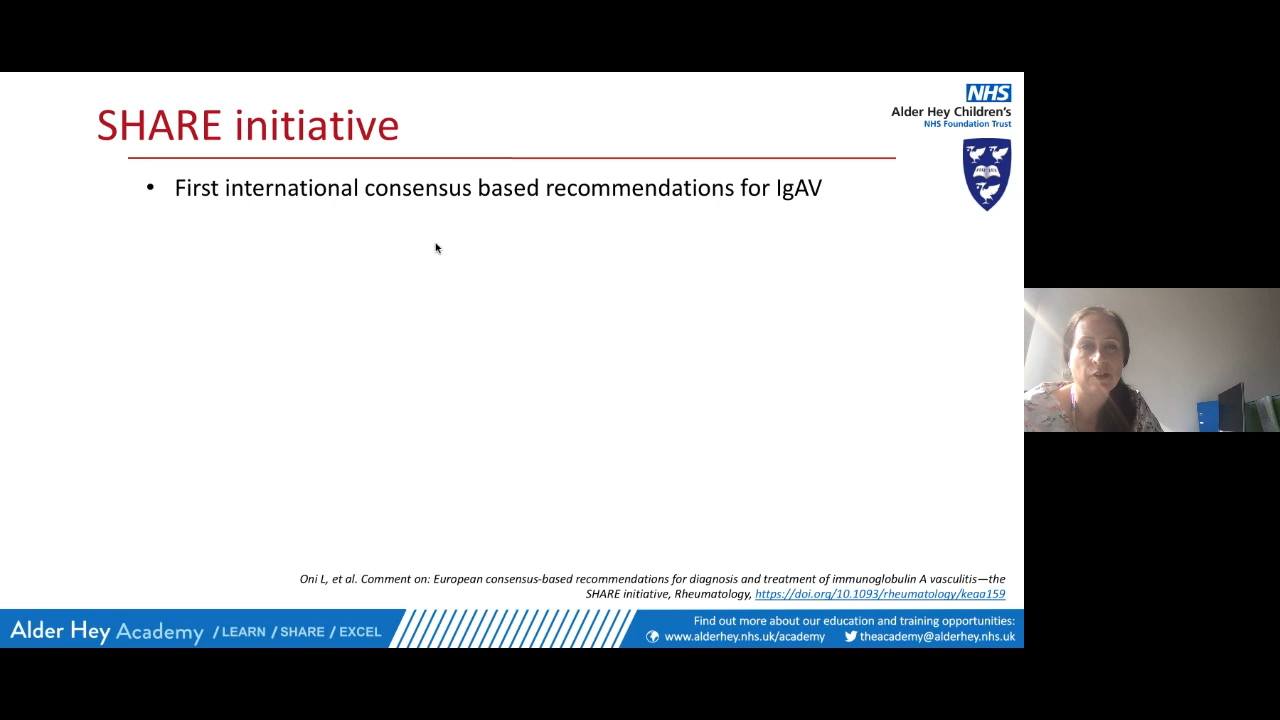 SHARE initiative
NHS
Alder Hey Children's
NHS Foundation Trust
• First international consensus based recommendations for IgAV
Oni L, et al. Comment on: European consensus-based recommendations for diagnosis and treatment of immunoglobulin A vasculitis—the
SHARE initiative, Rheumatology, https://doi.org/10.1093/rheumatology/keaa159
Alder Hey Academy / LEARN / SHARE / EXCEL
Find out more about our education and training opportunities:
www.alderhey.nhs.uk/academy theacademy@alderhey.nhs.uk